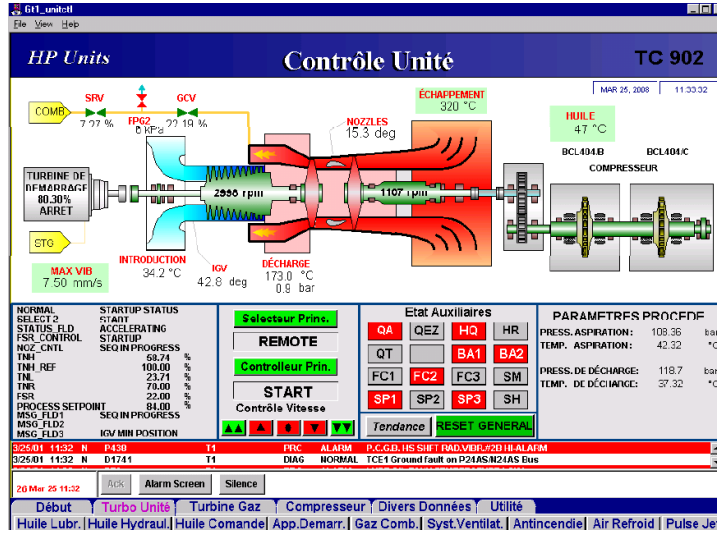 Gt1_unitctl
File View Help
HP Units
Contrôle Unité
TC 902
MAR 25, 2008
11:33:32
COMB
SRV
7.27 %
FPG2
0 KPa
GCV
22.19 %
NOZZLES
15.3 deg
ÉCHAPPEMENT
320 °C
HUILE
47 °C
BCL404/B
BCL404/C
COMPRESSEUR
TURBINE DE
DEMARRAGE
80.30%
ARRET
2998 rpm
1107 rpm
STG
INTRODUCTION
34.2 °C
IGV
42.8 deg
DÉCHARGE
173.0 °C
0.9 bar
MAX VIB
7.50 mm/s
NORMAL STARTUP STATUS
SELECT 2 START
STATUS_FLD ACCELERATING
FSR_CONTROL STARTUP
NOZ_CNTL SEQ IN PROGRESS
TNH 58.74 %
TNH_REF 100.00 %
TNL 23.71 %
TNR 70.00 %
FSR 22.00 %
PROCESS SETPOINT 84.00 %
MSG_FLD1 SEQ IN PROGRESS
MSG_FLD2
MSG_FLD3 IGV MIN POSITION
Selecteur Princ.
REMOTE
Controlleur Prin.
START
Contrôle Vitesse
Etat Auxiliaires
QA QEZ HQ HR
QT BA1 BA2
FC1 FC2 FC3 SM
SP1 SP2 SP3 SH
Tendance RESET GENERAL
PARAMETRES PROCEDE
PRESS. ASPIRATION: 108.36 bar
TEMP. ASPIRATION: 42.32 °C
PRESS. DE DÉCHARGE: 118.7 bar
TEMP. DE DÉCHARGE: 37.32 °C
3/25/01 11:32 N P438 T1 PRC ALARM P.C.G.B. HS SHFT RAD.VIBR.#2B HI-ALARM
3/25/01 11:32 N D1741 T1 DIAG NORMAL TCE1 Ground fault on P24AS/N24AS Bus
26 Mar 25 11:32
Ack Alarm Screen Silence
Début Turbo Unité Turbine Gaz Compresseur Divers Données Utilité
Huile Lubr. Huile Hydraul. Huile Comande App.Demarr. Gaz Comb. Syst.Ventilat. Antincendie Air Refroid Pulse Jet